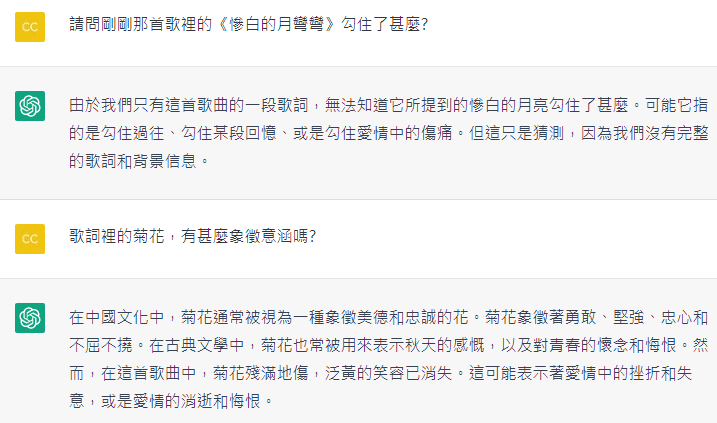 CC
請問剛剛那首歌裡的《慘白的月彎彎》勾住了甚麼?
由於我們只有這首歌曲的一段歌詞，無法知道它所提到的慘白的月亮勾住了甚麼。可能它指
的是勾住過往、勾住某段回憶、或是勾住愛情中的傷痛。但這只是猜測，因為我們沒有完整
的歌詞和背景信息。
CC
歌詞裡的菊花，有甚麼象徵意涵嗎?
在中國文化中，菊花通常被視為一種象徵美德和忠誠的花。菊花象徵著勇敢、堅強、忠心和
不屈不撓。在古典文學中，菊花也常被用來表示秋天的感慨，以及對青春的懷念和悔恨。然
而，在這首歌曲中，菊花殘滿地傷，泛黃的笑容已消失。這可能表示著愛情中的挫折和失
意，或是愛情的消逝和悔恨。